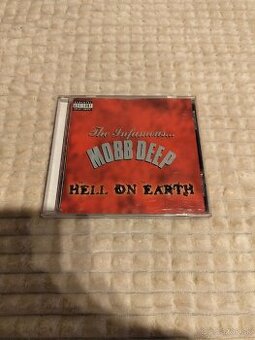 The Infamous...
MOBB DEEP
HELL ON EARTH